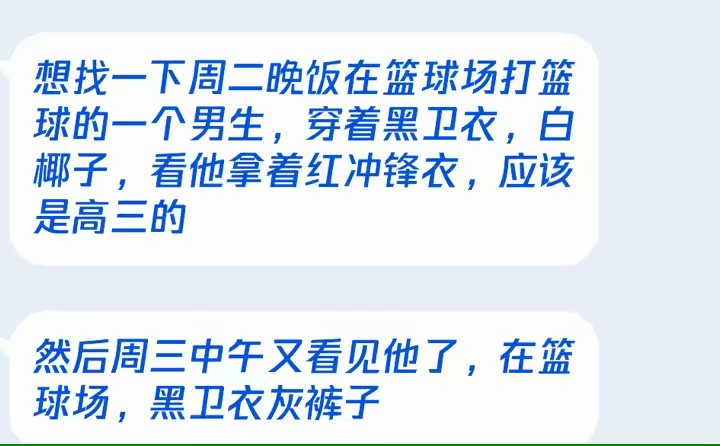 想找一下周二晚饭在篮球场打篮
球的一个男生，穿着黑卫衣，白
椰子，看他拿着红冲锋衣，应该
是高三的
然后周三中午又看见他了，在篮
球场，黑卫衣灰裤子